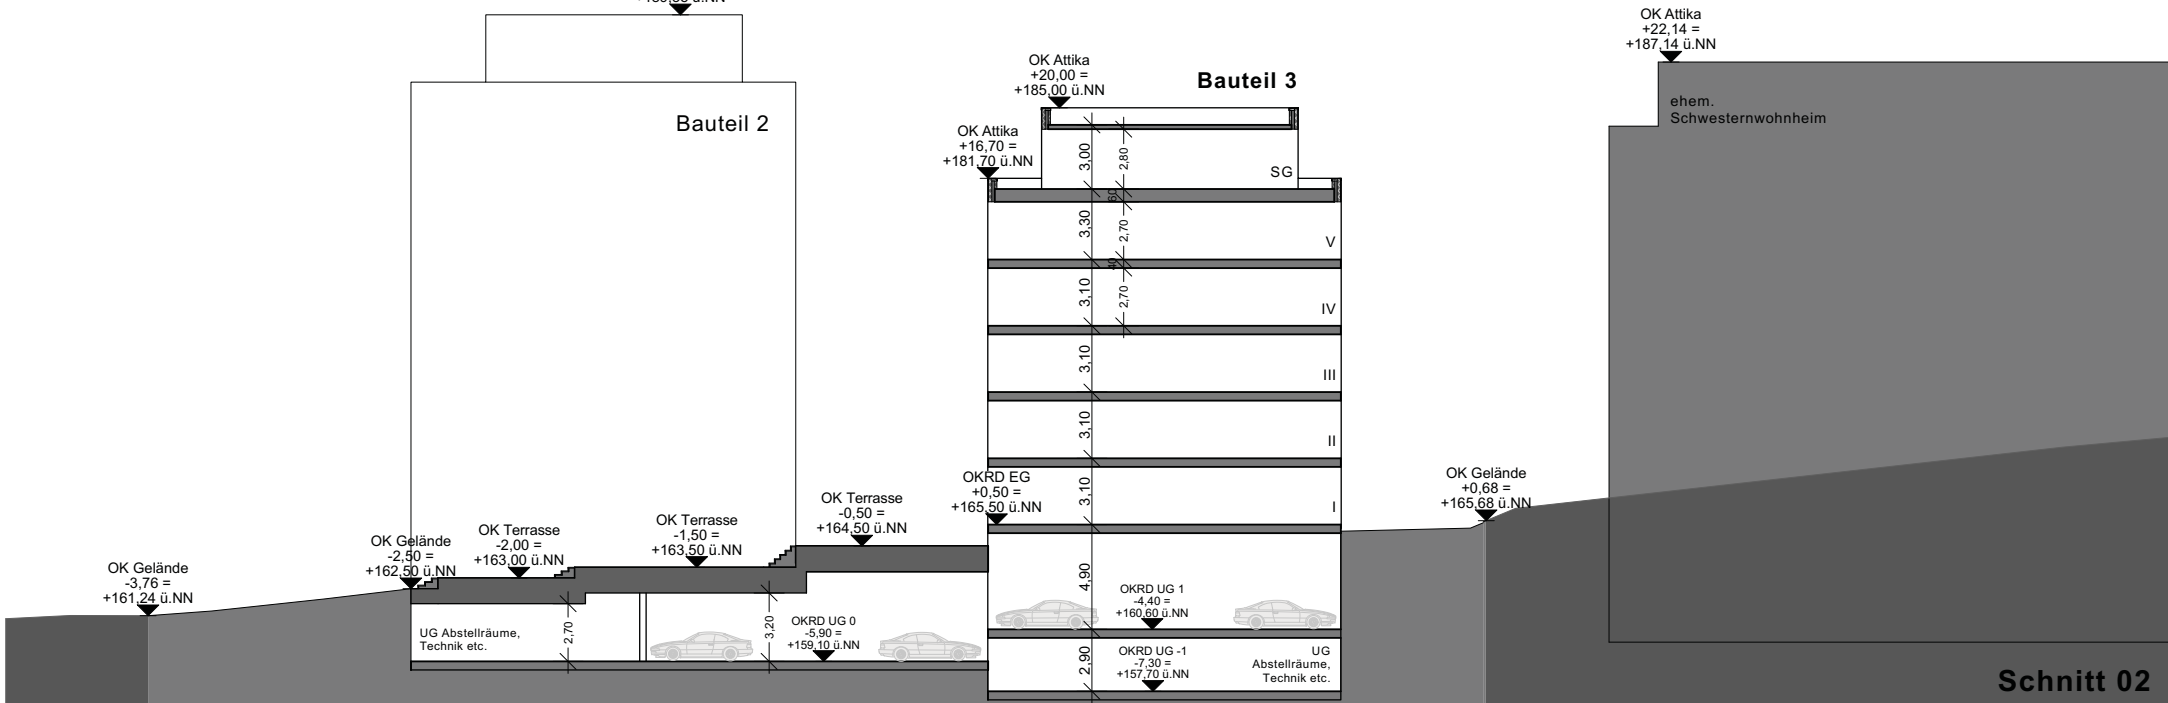 OK Attika
+22,14 =
+187,14 ü.NN
ehem.
Schwesternwohnheim
OK Attika
+20,00 =
+185,00 ü.NN
Bauteil 3
Bauteil 2
OK Attika
+16,70 =
+181,70 ü.NN
3,00
2,80
SG
60
3,30
2,70
V
40
3,10
2,70
IV
3,10
III
3,10
II
3,10
I
OKRD EG
+0,50 =
+165,50 ü.NN
OK Gelände
+0,68 =
+165,68 ü.NN
OK Terrasse
-0,50 =
+164,50 ü.NN
OK Terrasse
-1,50 =
+163,50 ü.NN
OK Terrasse
-2,00 =
+163,00 ü.NN
OK Gelände
-2,50 =
+162,50 ü.NN
OK Gelände
-3,76 =
+161,24 ü.NN
4,90
OKRD UG 1
-4,40 =
+160,60 ü.NN
UG Abstellräume,
Technik etc.
2,70
3,20
OKRD UG 0
-5,90 =
+159,10 ü.NN
2,90
OKRD UG -1
-7,30 =
+157,70 ü.NN
UG
Abstellräume,
Technik etc.
Schnitt 02